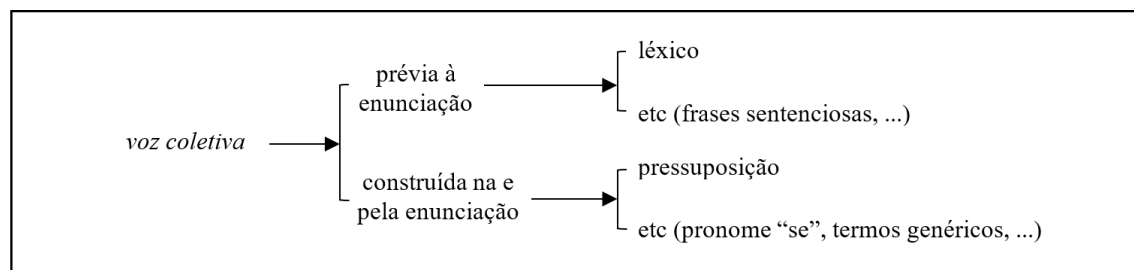 voz coletiva
prévia à
enunciação
léxico
etc (frases sentenciosas, ...)
construída na e
pela enunciação
pressuposição
etc (pronome “se”, termos genéricos, ...)